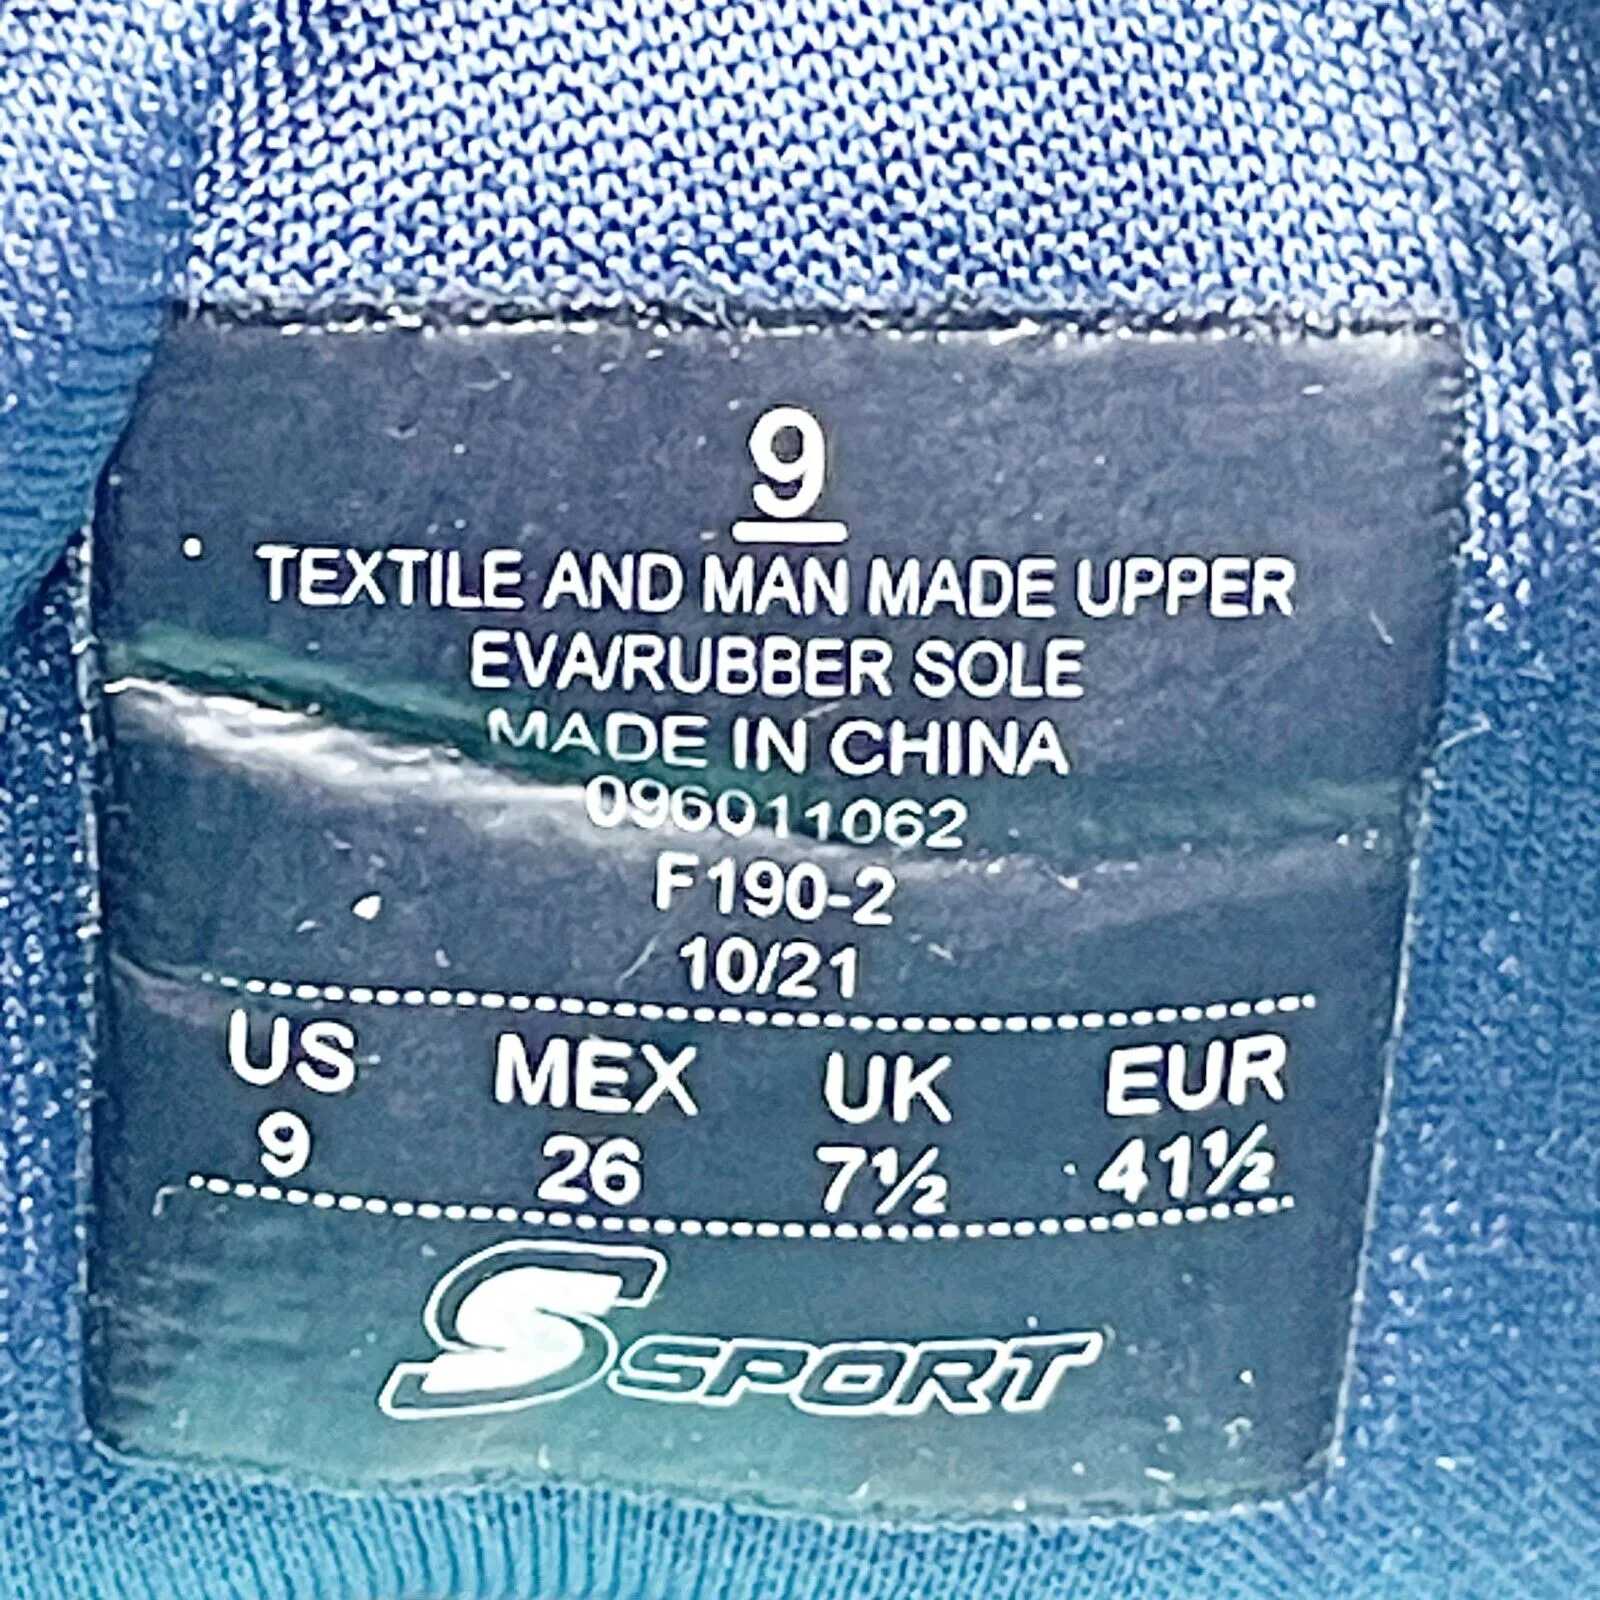 9
TEXTILE AND MAN MADE UPPER
EVA/RUBBER SOLE
MADE IN CHINA
096011062
F190-2
10/21
US MEX UK EUR
9 26 7½ 41½
S SPORT